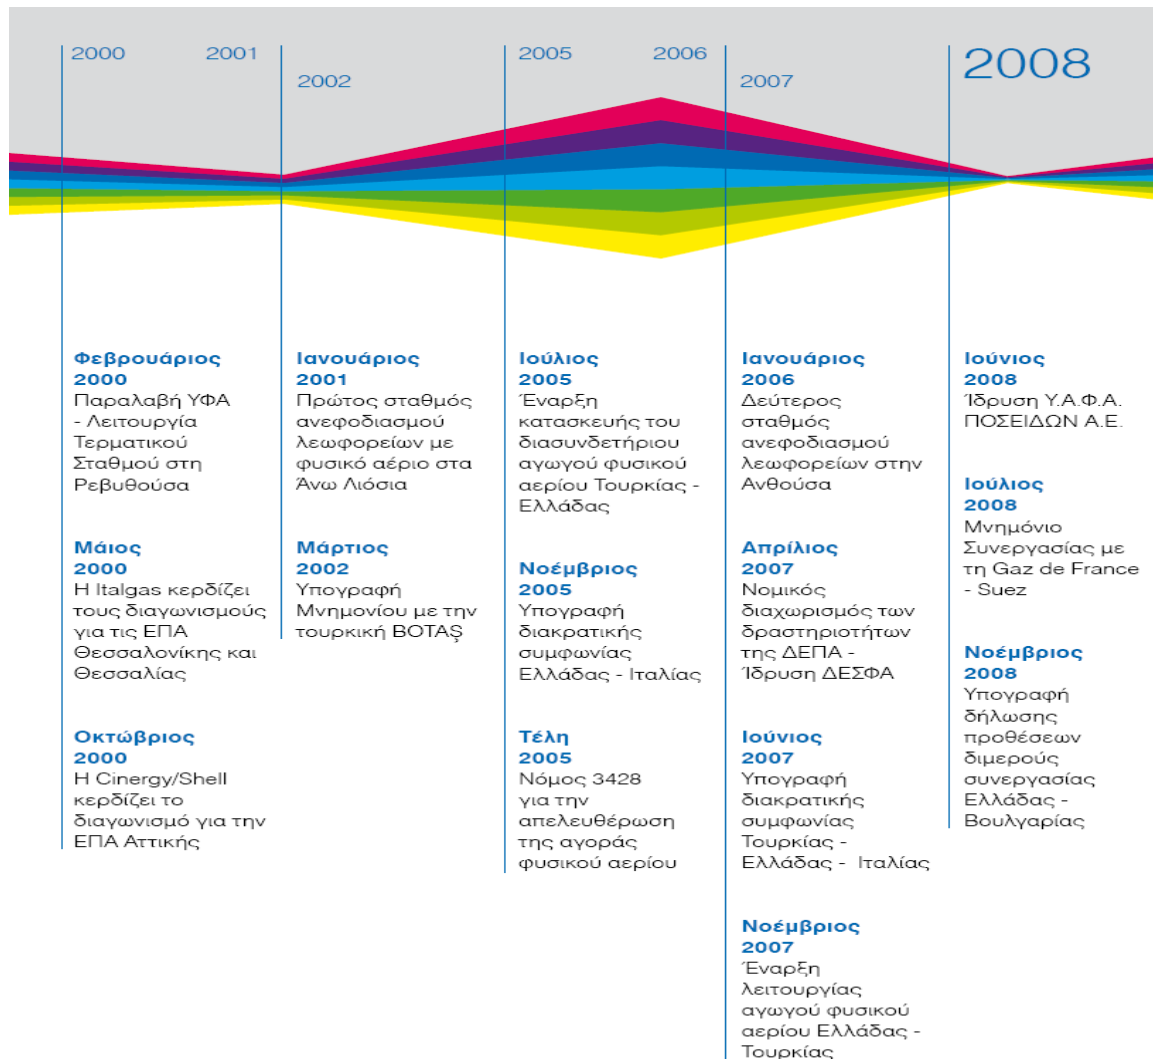 2000
2001
2002
2005
2006
2007
2008
Φεβρουάριος
2000
Παραλαβή ΥΦΑ
- Λειτουργία
Τερματικού
Σταθμού στη
Ρεβυθούσα
Μάιος
2000
Η Italgas κερδίζει
τους διαγωνισμούς
για τις ΕΠΑ
Θεσσαλονίκης και
Θεσσαλίας
Οκτώβριος
2000
Η Cinergy/Shell
κερδίζει το
διαγωνισμό για την
ΕΠΑ Αττικής
Ιανουάριος
2001
Πρώτος σταθμός
ανεφοδιασμού
λεωφορείων με
φυσικό αέριο στα
Άνω Λιόσια
Μάρτιος
2002
Υπογραφή
Μνημονίου με την
τουρκική BOTAŞ
Ιούλιος
2005
Έναρξη
κατασκευής του
διασυνδετήριου
αγωγού φυσικού
αερίου Τουρκίας -
Ελλάδας
Νοέμβριος
2005
Υπογραφή
διακρατικής
συμφωνίας
Ελλάδας - Ιταλίας
Τέλη
2005
Νόμος 3428
για την
απελευθέρωση
της αγοράς
φυσικού αερίου
Ιανουάριος
2006
Δεύτερος
σταθμός
ανεφοδιασμού
λεωφορείων στην
Ανθούσα
Απρίλιος
2007
Νομικός
διαχωρισμός των
δραστηριοτήτων
της ΔΕΠΑ -
Ίδρυση ΔΕΣΦΑ
Ιούνιος
2007
Υπογραφή
διακρατικής
συμφωνίας
Τουρκίας -
Ελλάδας - Ιταλίας
Νοέμβριος
2007
Έναρξη
λειτουργίας
αγωγού φυσικού
αερίου Ελλάδας -
Τουρκίας
Ιούνιος
2008
Ίδρυση Υ.Α.Φ.Α.
ΠΟΣΕΙΔΩΝ Α.Ε.
Ιούλιος
2008
Μνημόνιο
Συνεργασίας με
τη Gaz de France
- Suez
Νοέμβριος
2008
Υπογραφή
δήλωσης
προθέσεων
διμερούς
συνεργασίας
Ελλάδας -
Βουλγαρίας